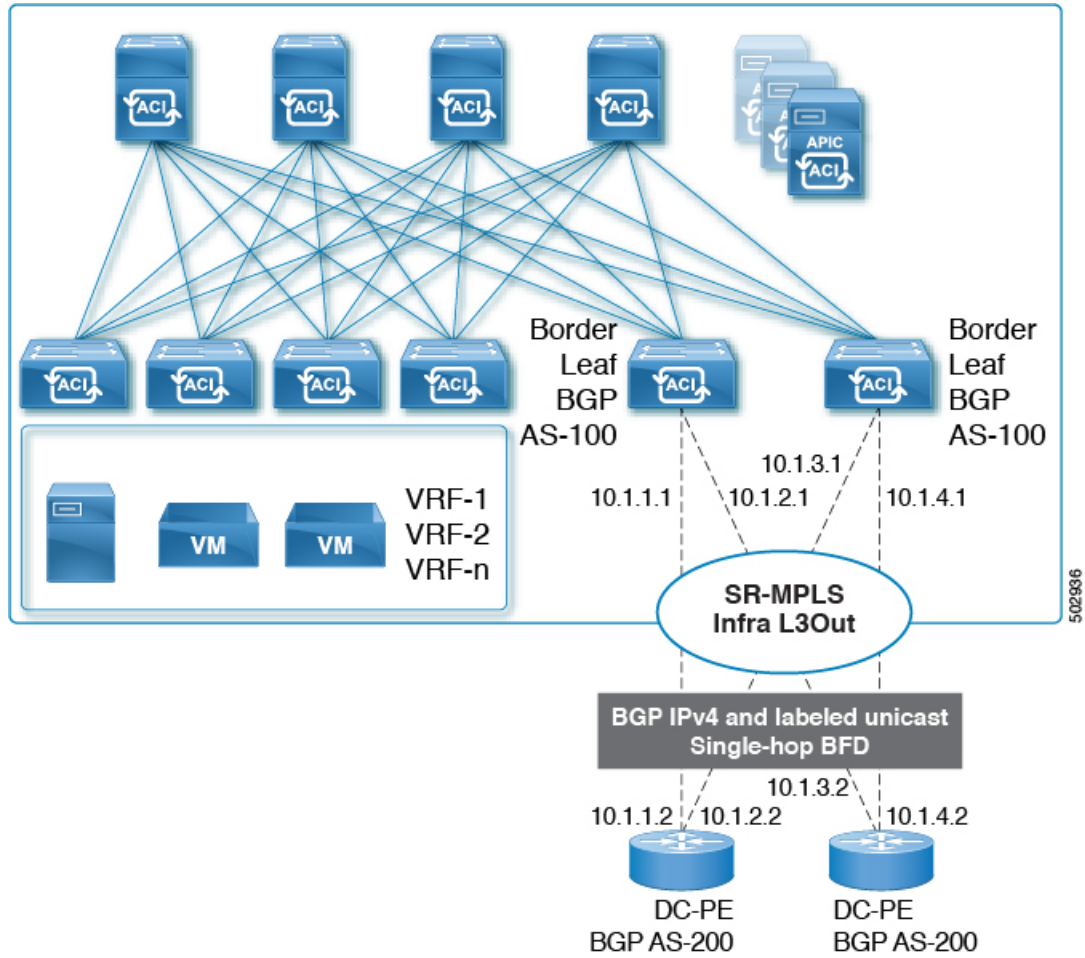 ACI
ACI
ACI
ACI
APIC
ACI
ACI
ACI
ACI
ACI
Border
Leaf
BGP
AS-100
ACI
Border
Leaf
BGP
AS-100
ACI
10.1.3.1
10.1.1.1
10.1.2.1
10.1.4.1
VM
VM
VRF-1
VRF-2
VRF-n
SR-MPLS
Infra L3Out
502936
BGP IPv4 and labeled unicast
Single-hop BFD
10.1.3.2
10.1.1.2
10.1.2.2
10.1.4.2
DC-PE
BGP AS-200
DC-PE
BGP AS-200